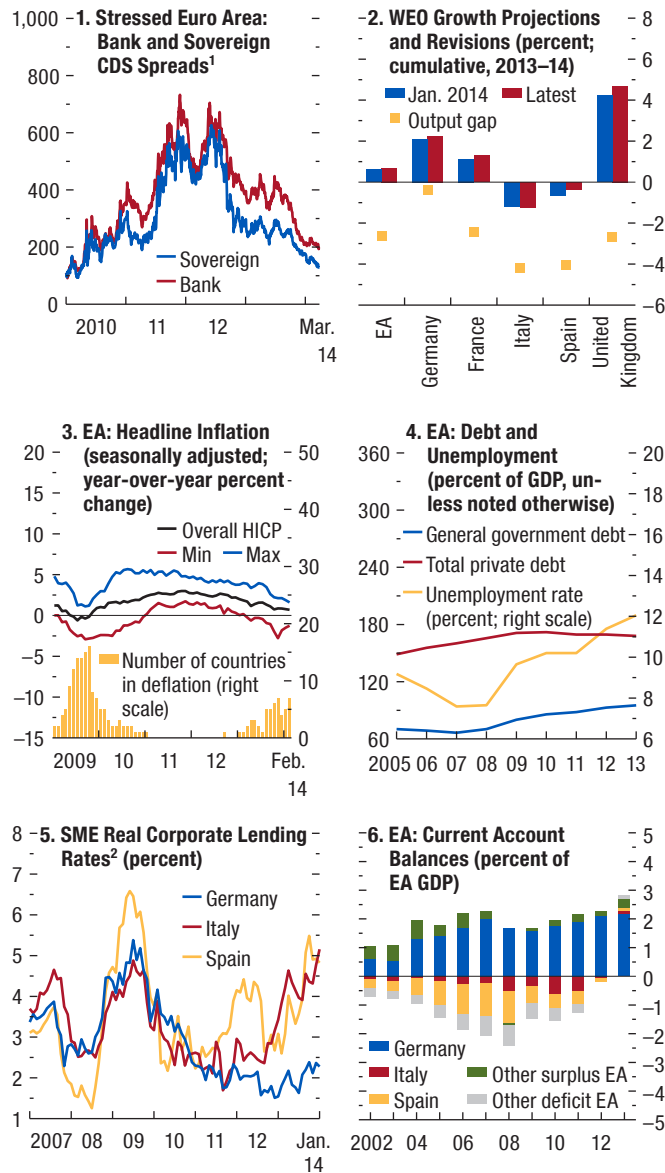 1. Stressed Euro Area:
Bank and Sovereign
CDS Spreads1
1,000
800
600
400
200
0
Sovereign
Bank
2010 11 12 Mar.
14
2. WEO Growth Projections
and Revisions (percent;
cumulative, 2013–14)
Jan. 2014 Latest
Output gap
8
6
4
2
0
–2
–4
–6
EA
Germany
France
Italy
Spain
United
Kingdom
3. EA: Headline Inflation
(seasonally adjusted;
year-over-year percent
change)
20
15
10
5
0
–5
–10
–15
50
40
30
20
10
0
Overall HICP
Min Max
Number of countries
in deflation (right
scale)
2009 10 11 12 Feb.
14
4. EA: Debt and
Unemployment
(percent of GDP, un-
less noted otherwise)
360
300
240
180
120
60
20
18
16
14
12
10
8
6
General government debt
Total private debt
Unemployment rate
(percent; right scale)
2005 06 07 08 09 10 11 12 13
5. SME Real Corporate Lending
Rates2 (percent)
8
7
6
5
4
3
2
1
Germany
Italy
Spain
2007 08 09 10 11 12 Jan.
14
6. EA: Current Account
Balances (percent of
EA GDP)
5
4
3
2
1
0
–1
–2
–3
–4
–5
Germany
Italy Other surplus EA
Spain Other deficit EA
2002 04 06 08 10 12